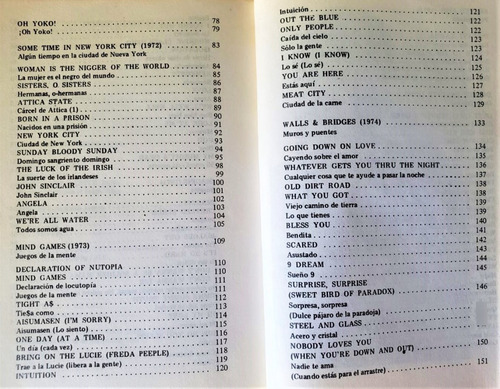 OH YOKO! 78
¡Oh Yoko! 79
SOME TIME IN NEW YORK CITY (1972) 83
Algún tiempo en la ciudad de Nueva York
WOMAN IS THE NIGGER OF THE WORLD 84
La mujer es el negro del mundo 85
SISTERS, O SISTERS 86
Hermanas, o-hermanas 87
ATTICA STATE 88
Cárcel de Attica (1) 89
BORN IN A PRISON 90
Nacidos en una prisión 91
NEW YORK CITY 92
Ciudad de New York 93
SUNDAY BLOODY SUNDAY 94
Domingo sangriento domingo 95
THE LUCK OF THE IRISH 98
La suerte de los irlandeses 99
JOHN SINCLAIR 100
John Sinclair 101
ANGELA 102
Angela 103
WE'RE ALL WATER 104
Todos somos agua 105
MIND GAMES (1973) 109
Juegos de la mente
DECLARATION OF NUTOPIA 110
MIND GAMES 110
Declaración de locutopía 111
Juegos de la mente 111
TIGHT A$ 112
Tie$a como 113
AISUMASEN (I'M SORRY) 114
Aisumasen (Lo siento) 115
ONE DAY (AT A TIME) 116
Un día (cada vez) 117
BRING ON THE LUCIE (FREDA PEEPLE) 118
Trae a la Lucie (libera a la gente) 119
INTUITION 120
Intuición 121
OUT THE BLUE 122
ONLY PEOPLE 122
Caída del cielo 123
Sólo la gente 123
I KNOW (I KNOW) 124
Lo sé (Lo sé) 125
YOU ARE HERE 126
Estás aquí 127
MEAT CITY 128
Ciudad de la carne 129
WALLS & BRIDGES (1974) 133
Muros y puentes
GOING DOWN ON LOVE 134
Cayendo sobre el amor 135
WHATEVER GETS YOU THRU THE NIGHT 136
Cualquier cosa que te ayude a pasar la noche 137
OLD DIRT ROAD 138
WHAT YOU GOT 138
Viejo camino de tierra 139
Lo que tienes 139
BLESS YOU 140
Bendita 141
SCARED 142
Asustado 143
9 DREAM 144
Sueño 9 145
SURPRISE, SURPRISE
(SWEET BIRD OF PARADOX) 146
Sorpresa, sorpresa
(Dulce pájaro de la paradoja)
STEEL AND GLASS
Acero y cristal
NOBODY LOVES YOU
(WHEN YOU'RE DOWN AND OUT) 150
Nadie te ama
(Cuando estás para el arrastre) 151